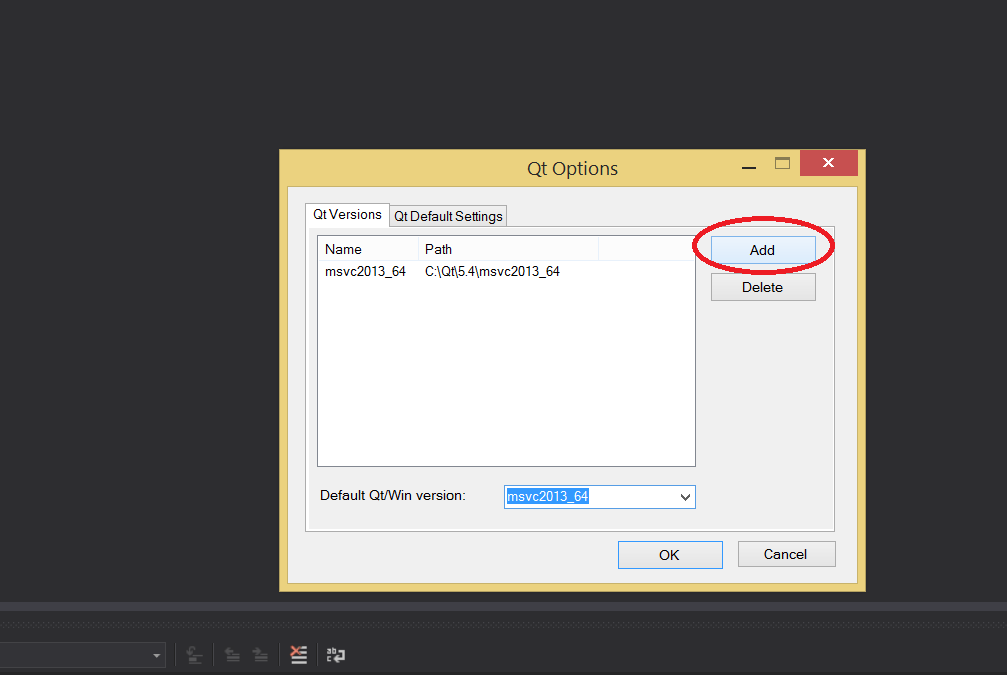 Qt Options
Qt Versions Qt Default Settings
Name Path
Add
msvc2013_64 C:\Qt\5.4\msvc2013_64
Delete
Default Qt/Win version: msvc2013_64
OK Cancel
ab
c